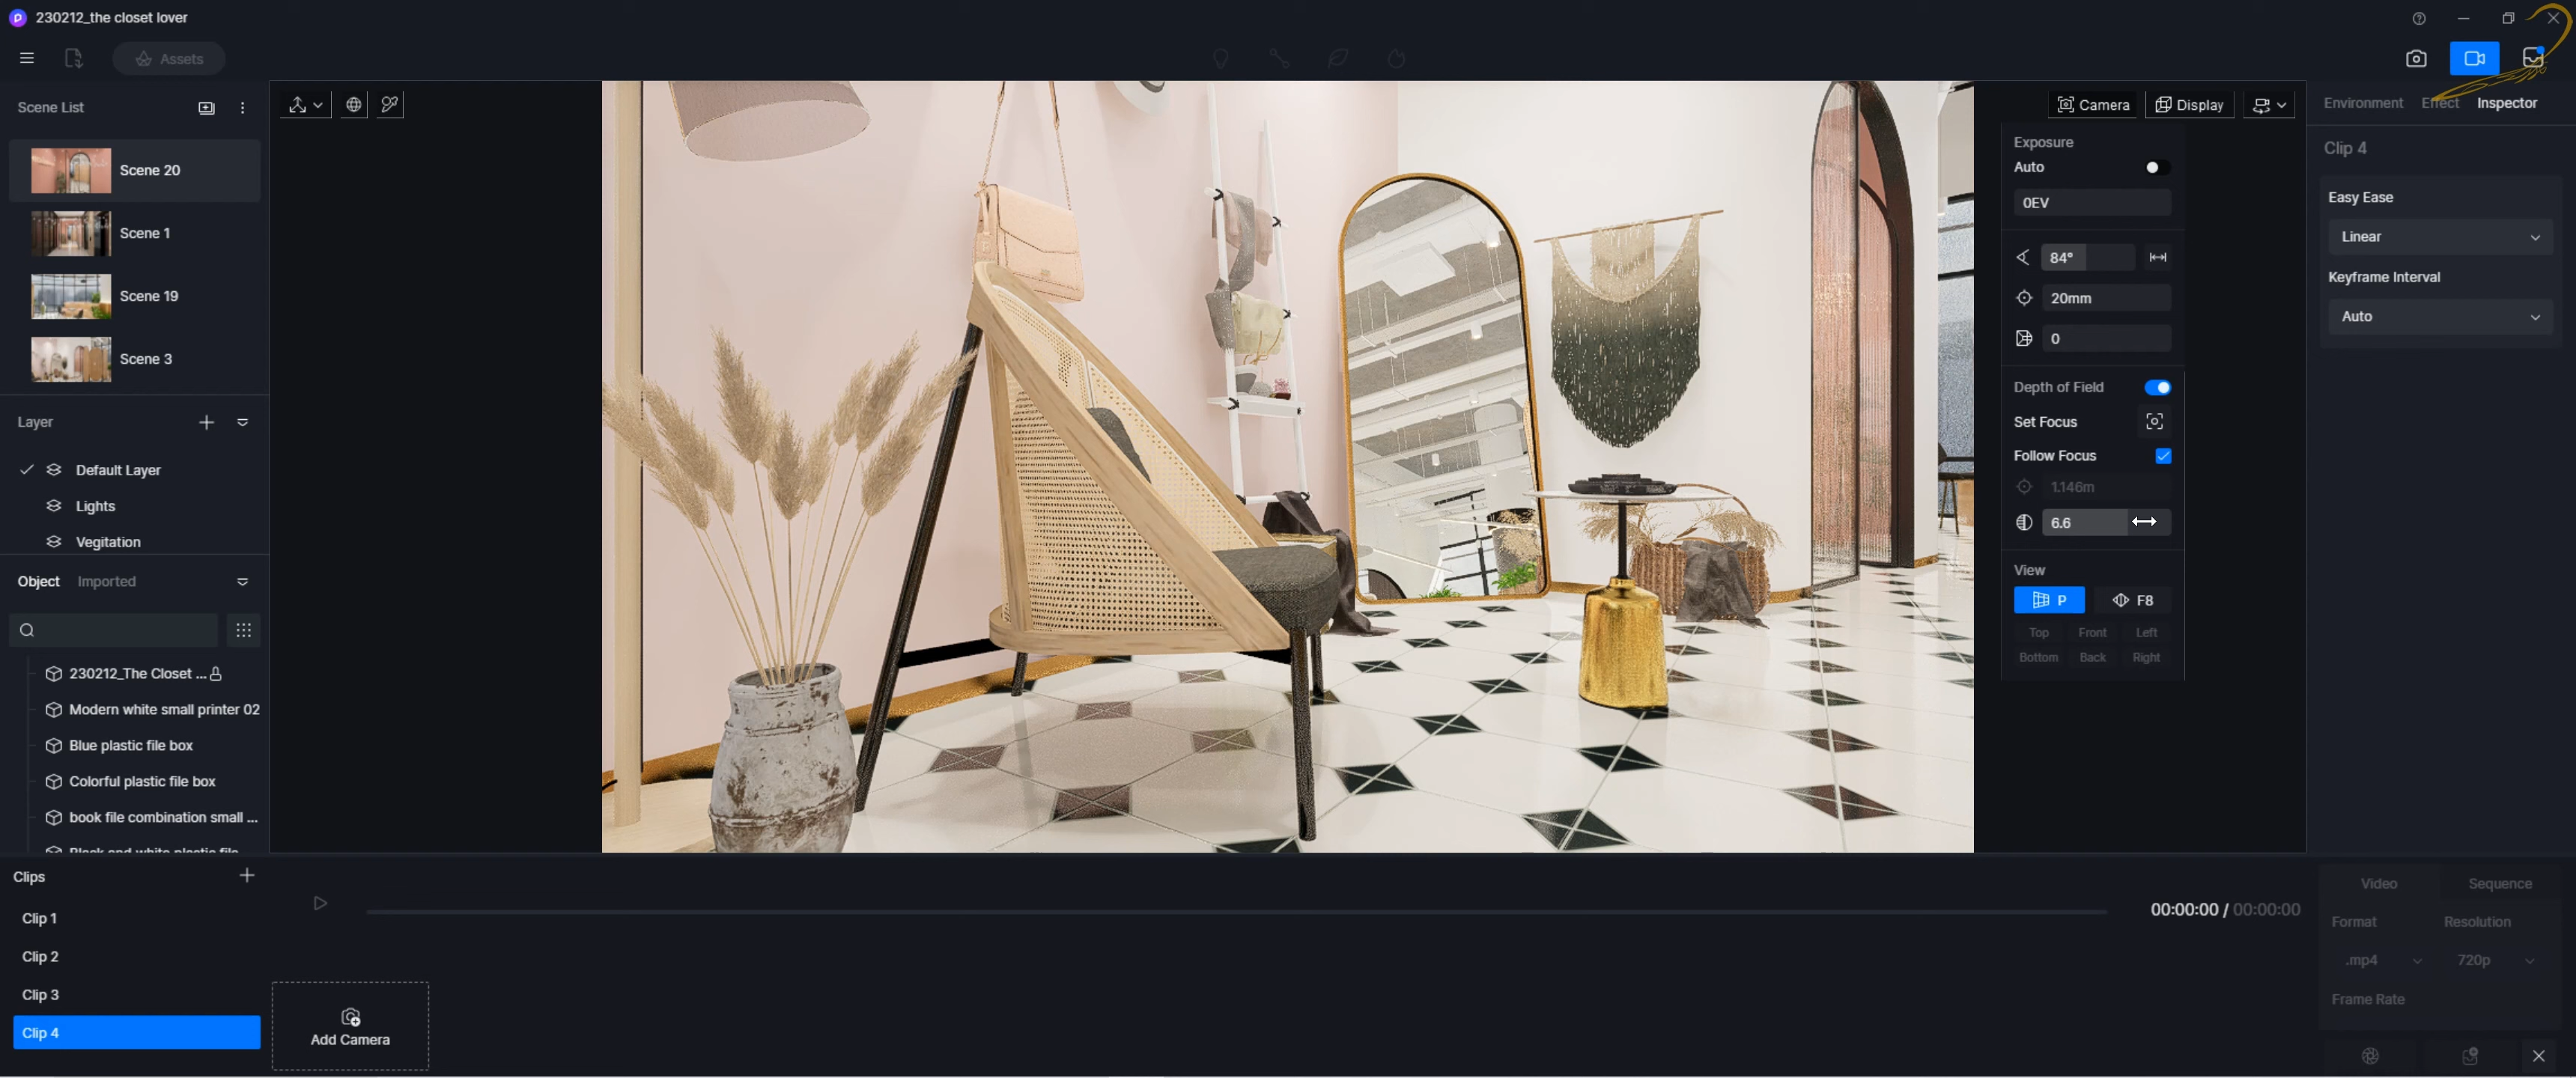 230212_the closet lover
Assets
Scene List
Scene 20
Scene 1
Scene 19
Scene 3
Layer
Default Layer
Lights
Vegitation
Object Imported
230212_The Closet ...
Modern white small printer 02
Blue plastic file box
Colorful plastic file box
book file combination small ...
Black and white plastic file
Camera Display
Exposure
Auto
0EV
84°
20mm
0
Depth of Field
Set Focus
Follow Focus
1.146m
6.6
View
P F8
Top Front Left
Bottom Back Right
Environment Effect Inspector
Clip 4
Easy Ease
Linear
Keyframe Interval
Auto
Clips
Clip 1
Clip 2
Clip 3
Clip 4
Add Camera
00:00:00 / 00:00:00
Video Sequence
Format Resolution
.mp4 720p
Frame Rate